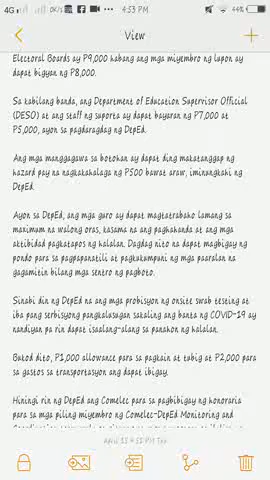 4G
0K/s
4:53 PM
44%
View
Electoral Boards ay P9,000 habang ang mga miyembro ng lupon ay
dapat bigyan ng P8,000.
Sa kabilang banda, ang Department of Education Supervisor Official
(DESO) at ang staff ng suporta ay dapat bayaran ng P7,000 at
P5,000, ayon sa pagdaragdag ng DepEd.
Ang mga manggagawa sa botohan ay dapat ding makatanggap ng
hazard pay na nagkakahalaga ng P500 bawat araw, iminungkahi ng
DepEd.
Ayon sa DepEd, ang mga guro ay dapat magtatrabaho lamang sa
maximum na walong oras, kasama na ang paghahanda at ang mga
aktibidad pagkatapos ng halalan. Dagdag nito na dapat magbigay ng
pondo para sa pagpapanatili at pagkakumpuni ng mga paaralan na
gagamitin bilang mga sentro ng pagboto.
Sinabi din ng DepEd na ang mga probisyon ng onsite swab testing at
iba pang serbisyong pangkalusugan sakaling ang banta ng COVID-19 ay
nandiyan pa rin dapat isaalang-alang sa panahon ng halalan.
Bukod dito, P1,000 allowance para sa pagkain at tubig at P2,000 para
sa gastos sa transportasyon ang dapat ibigay.
Hiningi rin ng DepEd ang Comelec para sa pagbibigay ng honoraria
para sa mga piling miyembro ng Comelec-DepEd Monitoring and
April 13 4:51 PM